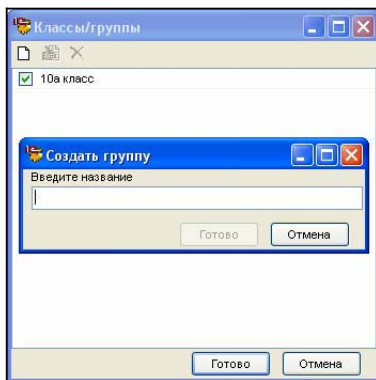 Классы/группы
10а класс
Создать группу
Введите название
Готово
Отмена
Готово
Отмена